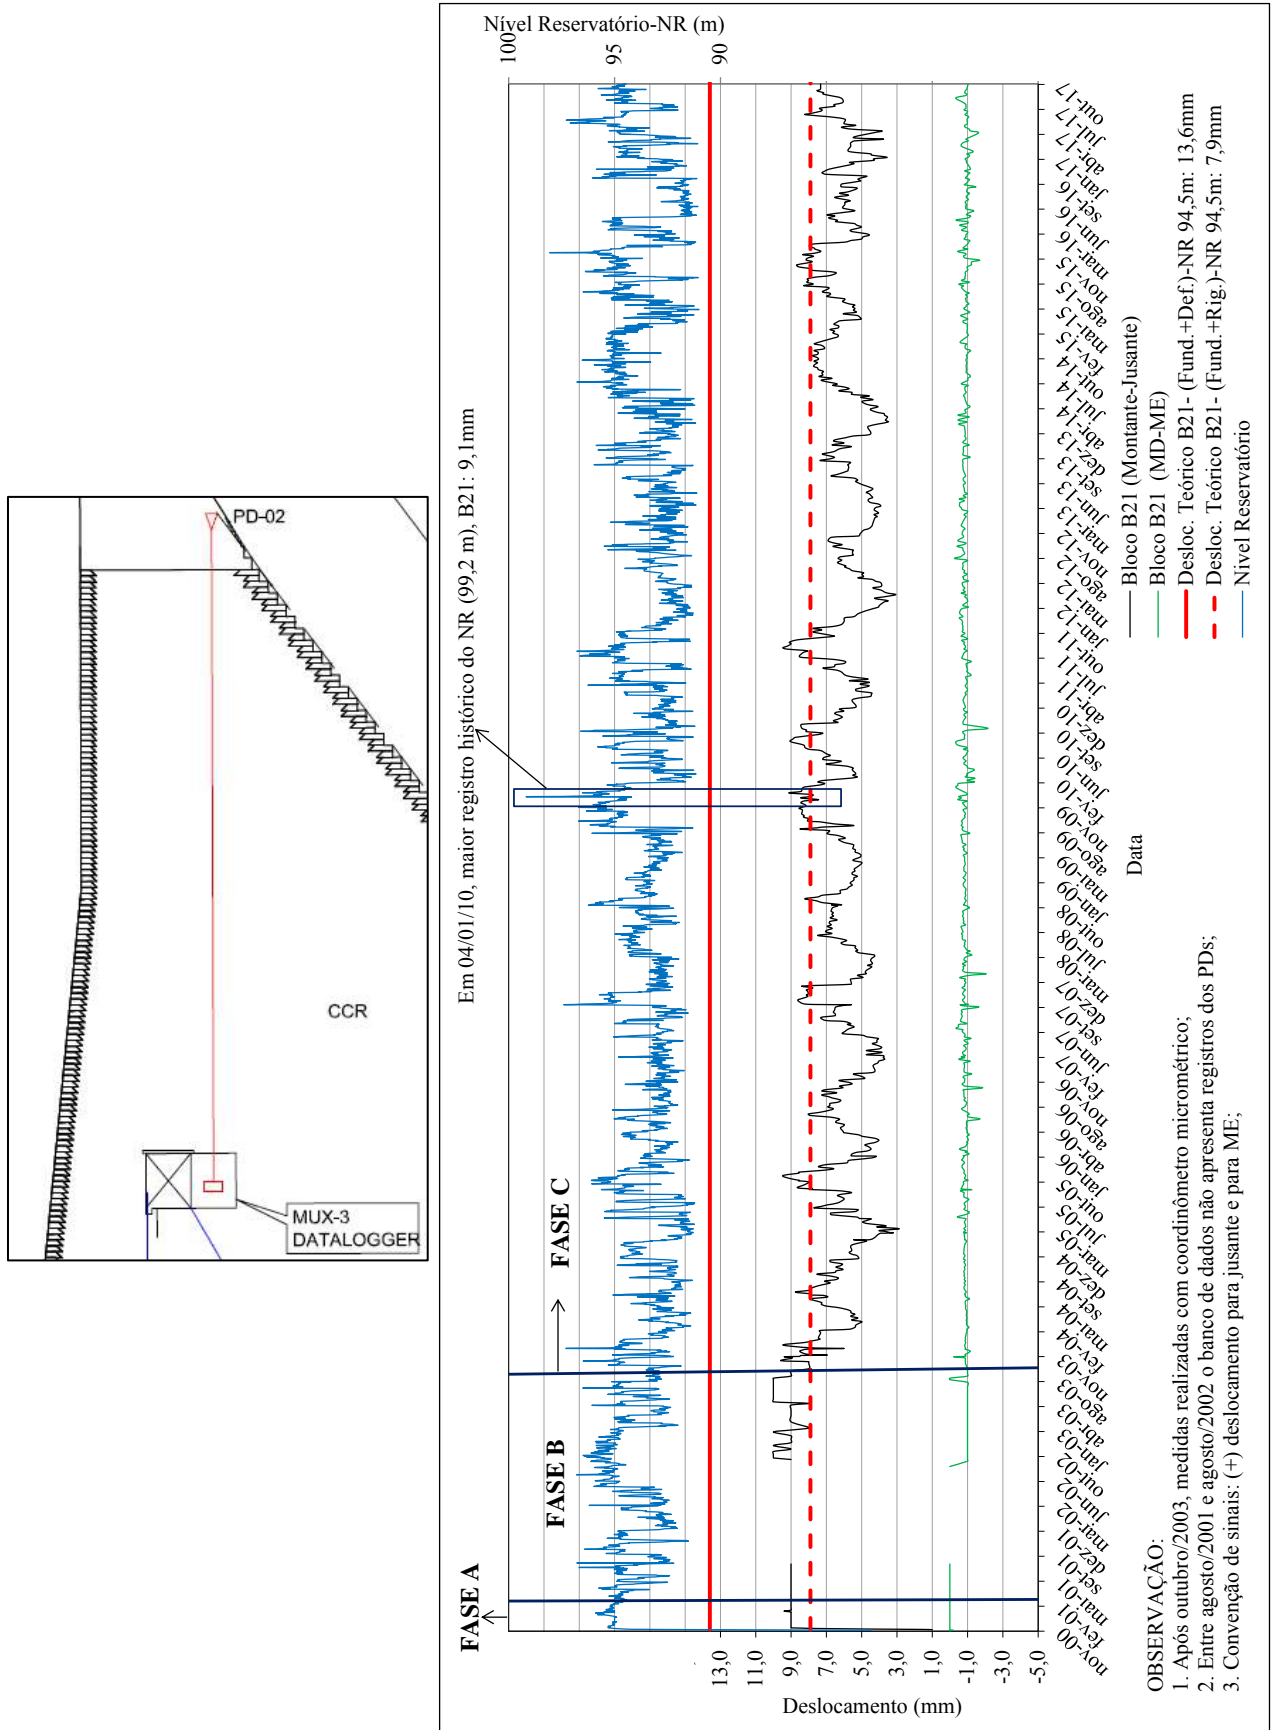 PD-02
CCR
MUX-3
DATALOGGER
Nível Reservatório-NR (m)
100
95
90
Em 04/01/10, maior registro histórico do NR (99,2 m), B21: 9,1mm
FASE A
FASE B
FASE C
Deslocamento (mm)
13,0
11,0
9,0
7,0
5,0
3,0
1,0
-1,0
-3,0
-5,0
nov-00
fev-01
mai-01
set-01
dez-01
mar-02
jun-02
out-02
jan-03
abr-03
ago-03
nov-03
fev-04
mai-04
set-04
dez-04
jul-05
out-05
abr-06
ago-06
nov-06
fev-07
jun-07
set-07
dez-07
mar-08
jul-08
out-08
jan-09
mai-09
ago-09
nov-09
fev-10
jun-10
set-10
dez-10
abr-11
jul-11
out-11
jan-12
mai-12
ago-12
nov-12
mar-13
jun-13
set-13
dez-13
abr-14
jul-14
out-14
fev-15
mai-15
ago-15
nov-15
jun-16
set-16
jan-17
abr-17
jul-17
out-17
Data
Bloco B21 (Montante-Jusante)
Bloco B21 (MD-ME)
Desloc. Teórico B21- (Fund.+Def.)-NR 94,5m: 13,6mm
Desloc. Teórico B21- (Fund.+Rig.)-NR 94,5m: 7,9mm
Nivel Reservatório
OBSERVAÇÃO:
1. Após outubro/2003, medidas realizadas com coordinômetro micrométrico;
2. Entre agosto/2001 e agosto/2002 o banco de dados não apresenta registros dos PDs;
3. Convenção de sinais: (+) deslocamento para jusante e para ME;